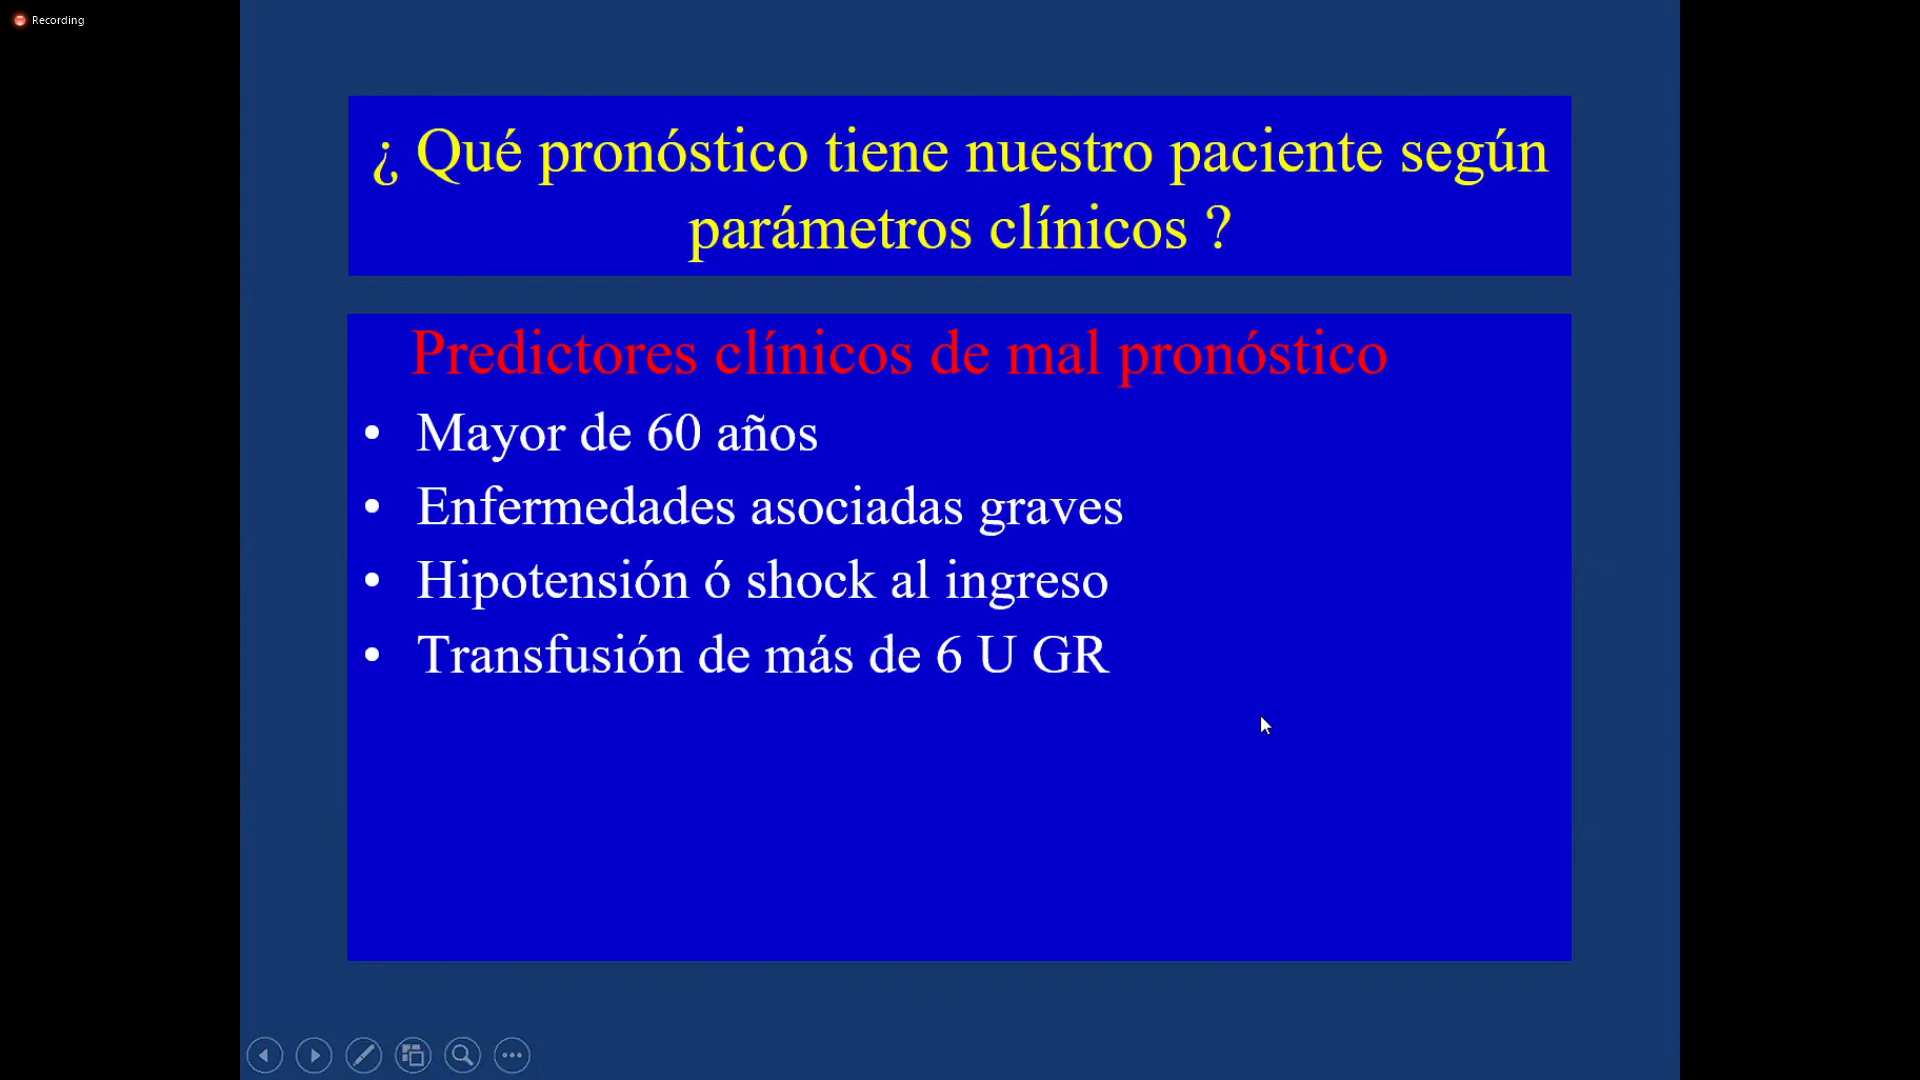 Recording
¿ Qué pronóstico tiene nuestro paciente según
parámetros clínicos ?
Predictores clínicos de mal pronóstico
• Mayor de 60 años
• Enfermedades asociadas graves
• Hipotensión ó shock al ingreso
• Transfusión de más de 6 U GR